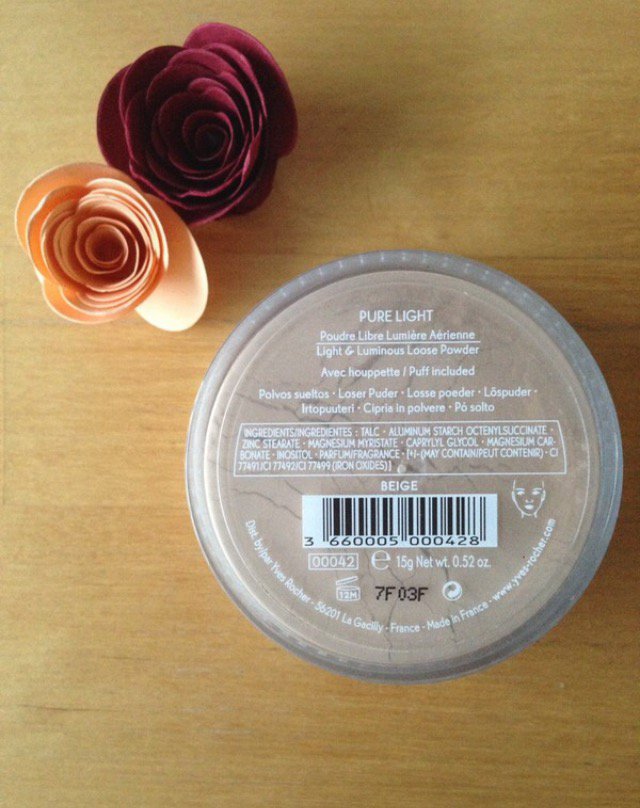 PURE LIGHT
Poudre Libre Lumière Aérienne
Light & Luminous Loose Powder
Avec houppette / Puff included
Polvos sueltos · Loser Puder · Losse poeder · Löspuder ·
Irtopuuteri · Cipria in polvere · Pó solto
INGREDIENTS/INGREDIENTES : TALC · ALUMINUM STARCH OCTENYLSUCCINATE ·
ZINC STEARATE · MAGNESIUM MYRISTATE · CAPRYLYL GLYCOL · MAGNESIUM CAR-
BONATE · INOSITOL · PARFUM/FRAGRANCE · [+/-(MAY CONTAIN/PEUT CONTENIR) · CI
77491/CI 77492/CI 77499 (IRON OXIDES)]
BEIGE
3 660005 000428
00042 e 15g Net wt. 0.52 oz.
12M 7F03F
Dist. by/par Yves Rocher · 56201 La Gacilly - France · Made in France · www.yves-rocher.com